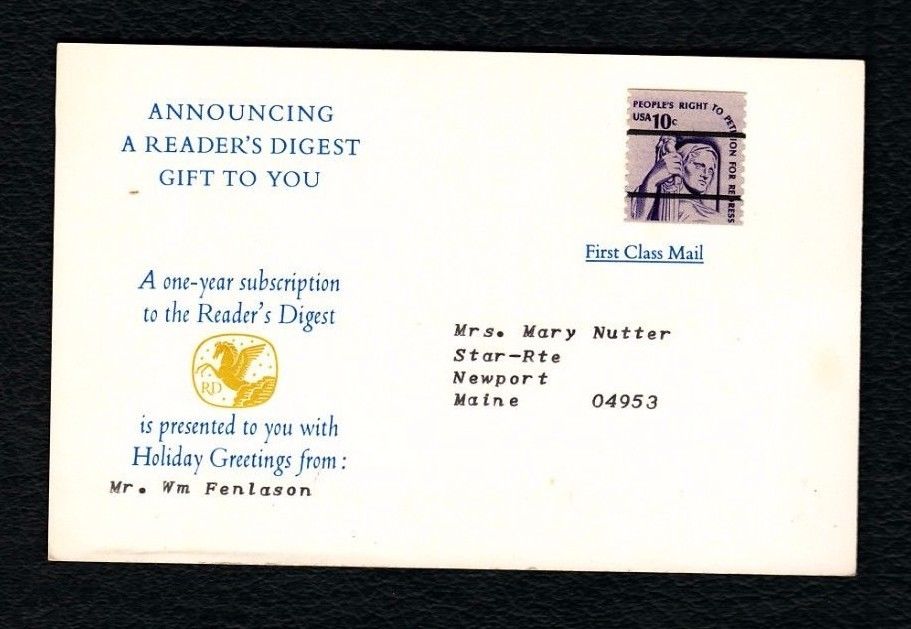 ANNOUNCING
A READER'S DIGEST
GIFT TO YOU
PEOPLE'S RIGHT TO PETITION FOR REDRESS
USA 10c
First Class Mail
A one-year subscription
to the Reader's Digest
RD
is presented to you with
Holiday Greetings from:
Mr. Wm Fenlason
Mrs. Mary Nutter
Star-Rte
Newport
Maine 04953